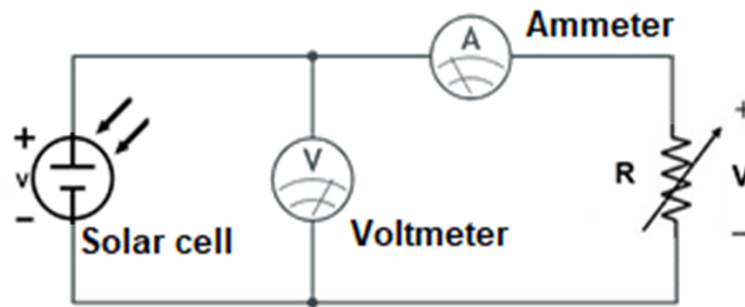 Ammeter
A
+
+
V
v
R
V
−
Solar cell
Voltmeter
−